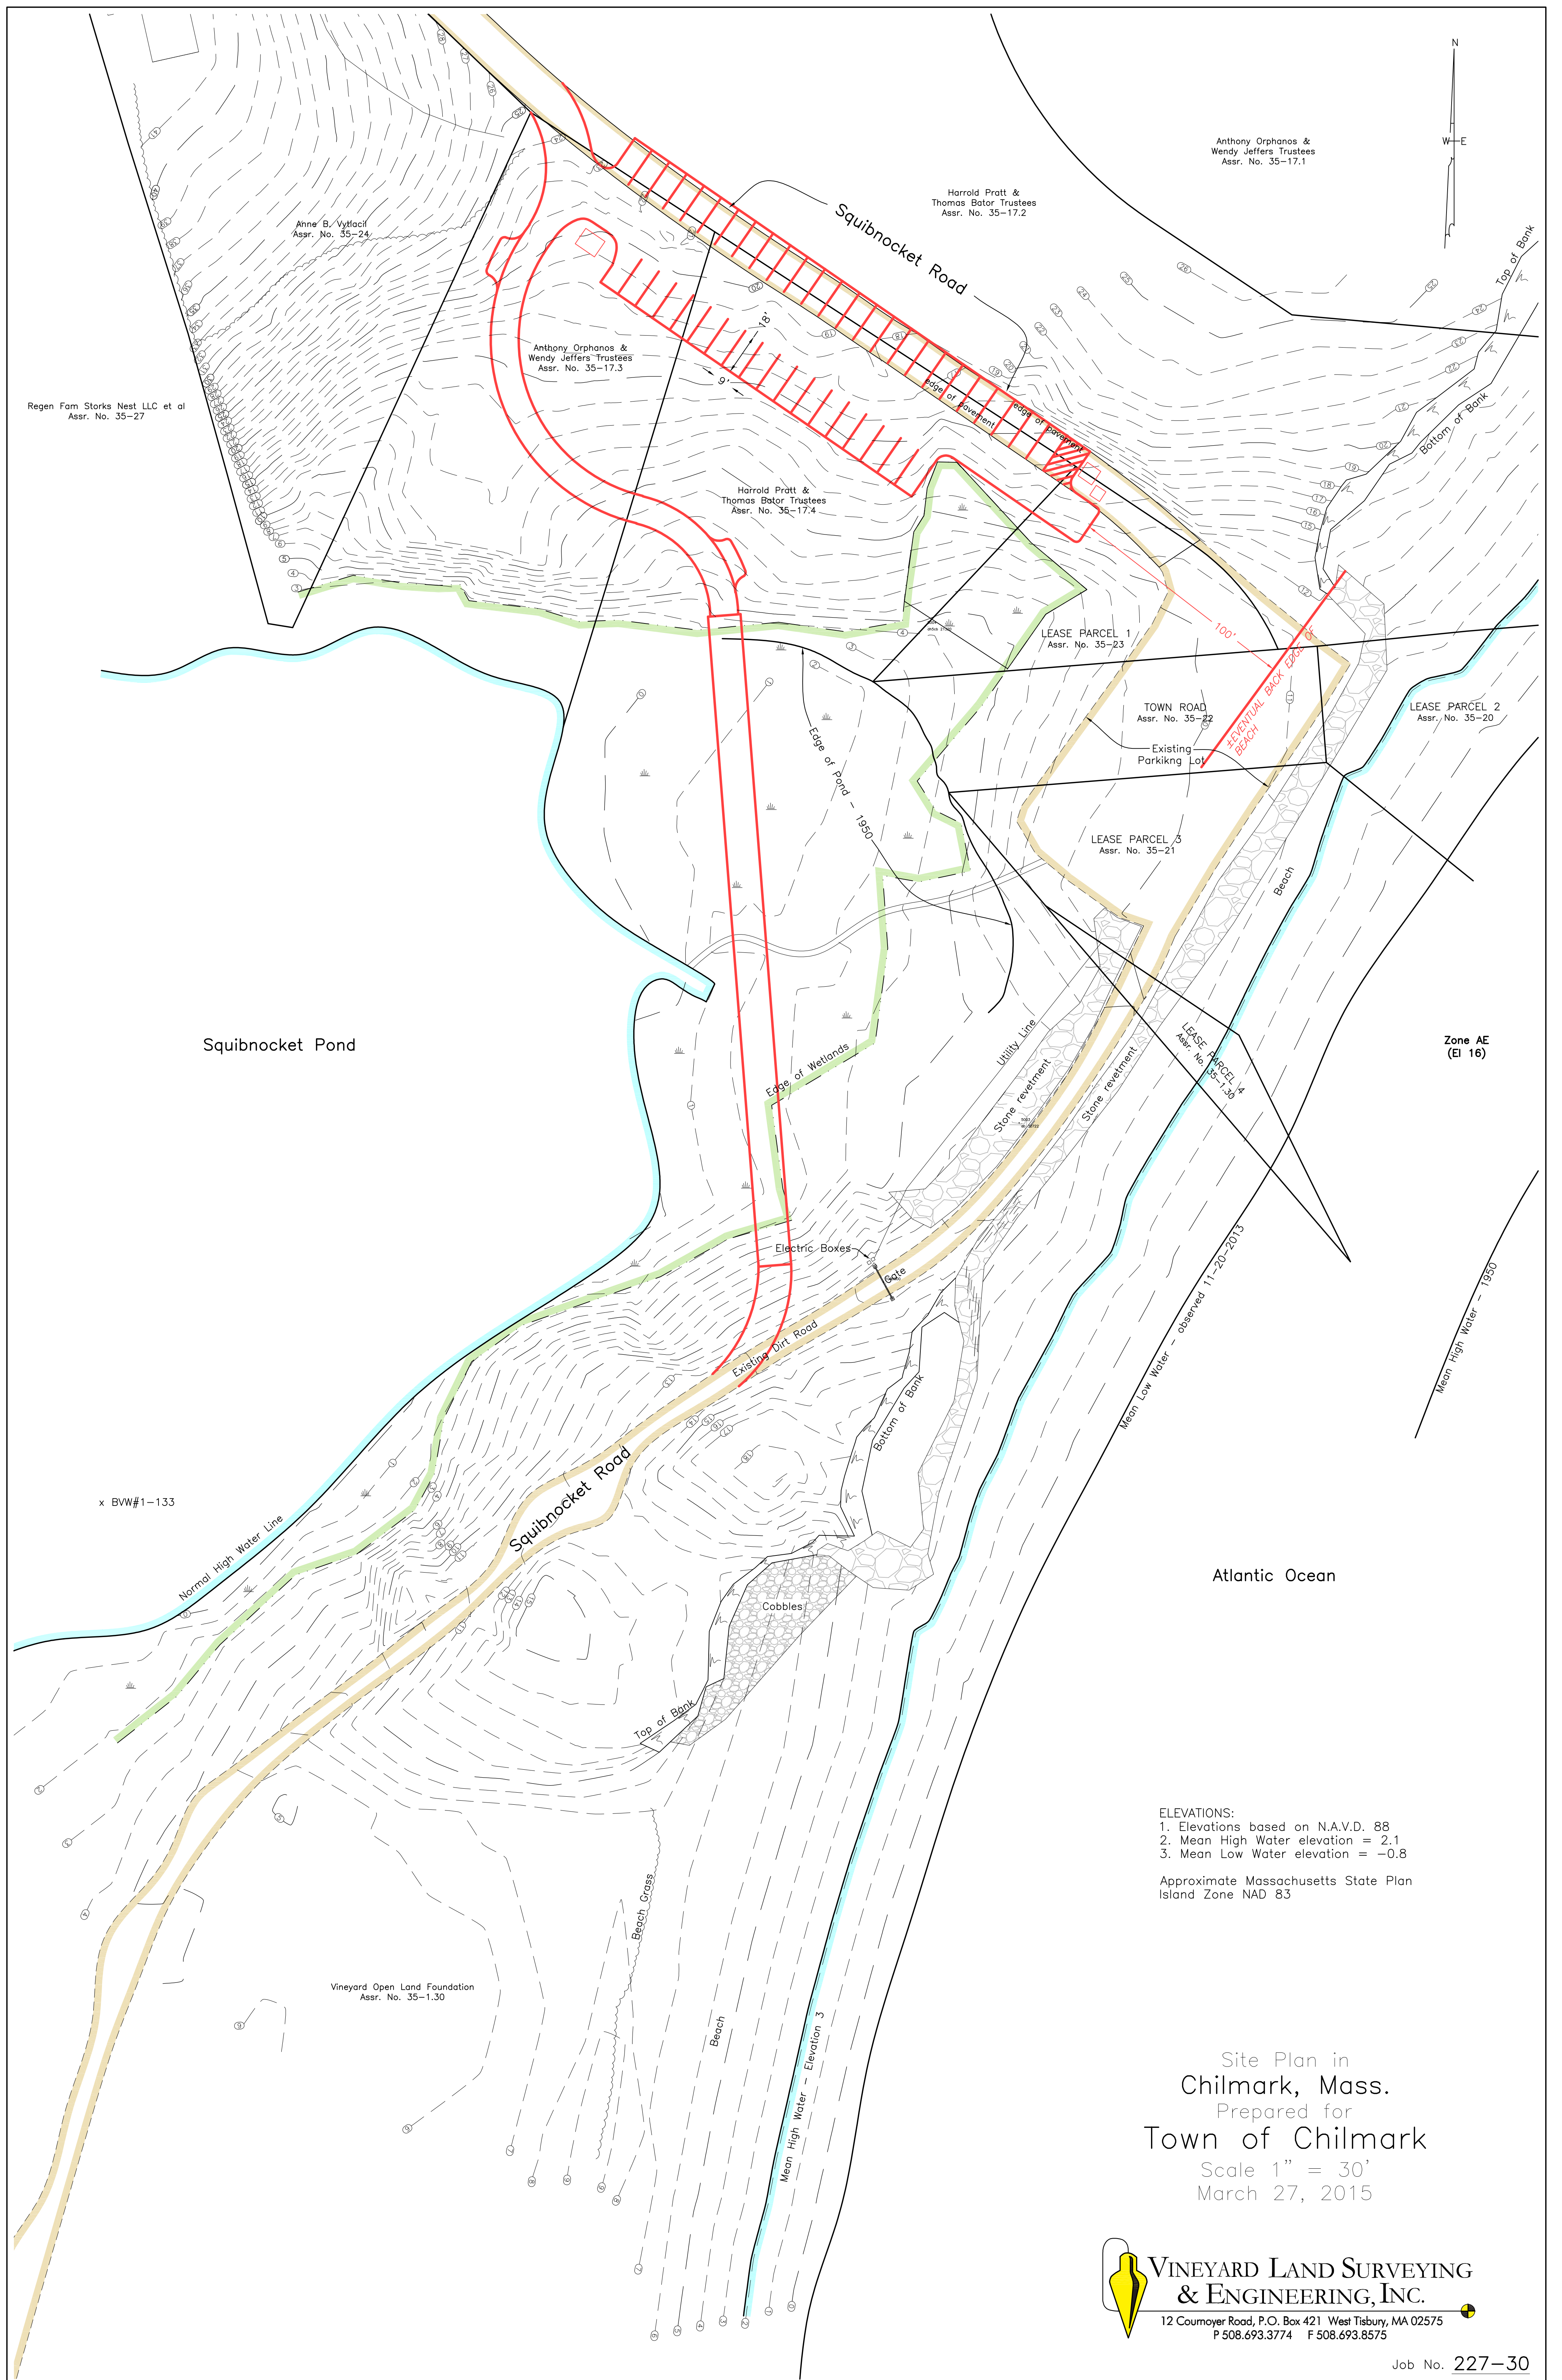 N
W
E
Anthony Orphanos &
Wendy Jeffers Trustees
Assr. No. 35-17.1
Harrold Pratt &
Thomas Bator Trustees
Assr. No. 35-17.2
Squibnocket Road
Top of Bank
Bottom of Bank
Anne B. Vytlacil
Assr. No. 35-24
Anthony Orphanos &
Wendy Jeffers Trustees
Assr. No. 35-17.3
18'
9'
edge of pavement
edge of pavement
Regen Fam Storks Nest LLC et al
Assr. No. 35-27
Harrold Pratt &
Thomas Bator Trustees
Assr. No. 35-17.4
LEASE PARCEL 1
Assr. No. 35-23
100'
±EVENTUAL BACK EDGE OF
BEACH
TOWN ROAD
Assr. No. 35-22
LEASE PARCEL 2
Assr. No. 35-20
Existing
Parkikng Lot
Edge of Pond - 1950
LEASE PARCEL 3
Assr. No. 35-21
Beach
Squibnocket Pond
Edge of Wetlands
Utility Line
Stone revetment
Stone revetment
LEASE PARCEL 4
Assr. No. 35-1.30
Zone AE
(El 16)
Electric Boxes
Gate
Existing Dirt Road
Mean Low Water - observed 11-20-2013
Mean High Water - 1950
Bottom of Bank
Squibnocket Road
x BVW#1-133
Normal High Water Line
Atlantic Ocean
Cobbles
Top of Bank
ELEVATIONS:
1. Elevations based on N.A.V.D. 88
2. Mean High Water elevation = 2.1
3. Mean Low Water elevation = -0.8
Approximate Massachusetts State Plan
Island Zone NAD 83
Beach Grass
Vineyard Open Land Foundation
Assr. No. 35-1.30
Beach
Mean High Water - Elevation 3
Site Plan in
Chilmark, Mass.
Prepared for
Town of Chilmark
Scale 1" = 30'
March 27, 2015
VINEYARD LAND SURVEYING
& ENGINEERING, INC.
12 Cournoyer Road, P.O. Box 421 West Tisbury, MA 02575
P 508.693.3774 F 508.693.8575
Job No. 227-30